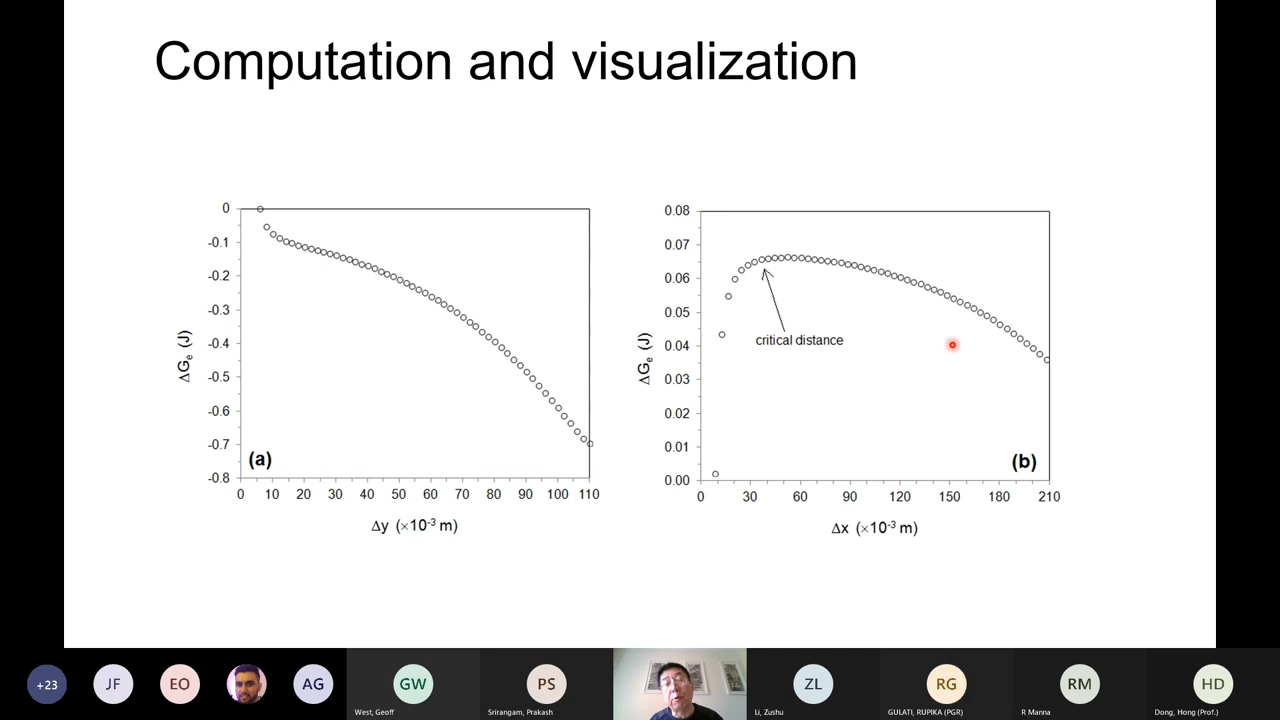 Computation and visualization
0
-0.1
-0.2
-0.3
-0.4
-0.5
-0.6
-0.7
-0.8
ΔGₑ (J)
(a)
0 10 20 30 40 50 60 70 80 90 100 110
Δy (×10⁻³ m)
0.08
0.07
0.06
0.05
0.04
0.03
0.02
0.01
0.00
ΔGₑ (J)
critical distance
(b)
0 30 60 90 120 150 180 210
Δx (×10⁻³ m)
+23
JF
EO
AG
GW
West, Geoff
PS
Srirangam, Prakash
ZL
Li, Zushu
RG
GULATI, RUPIKA (PGR)
RM
R Manna
HD
Dong, Hong (Prof.)